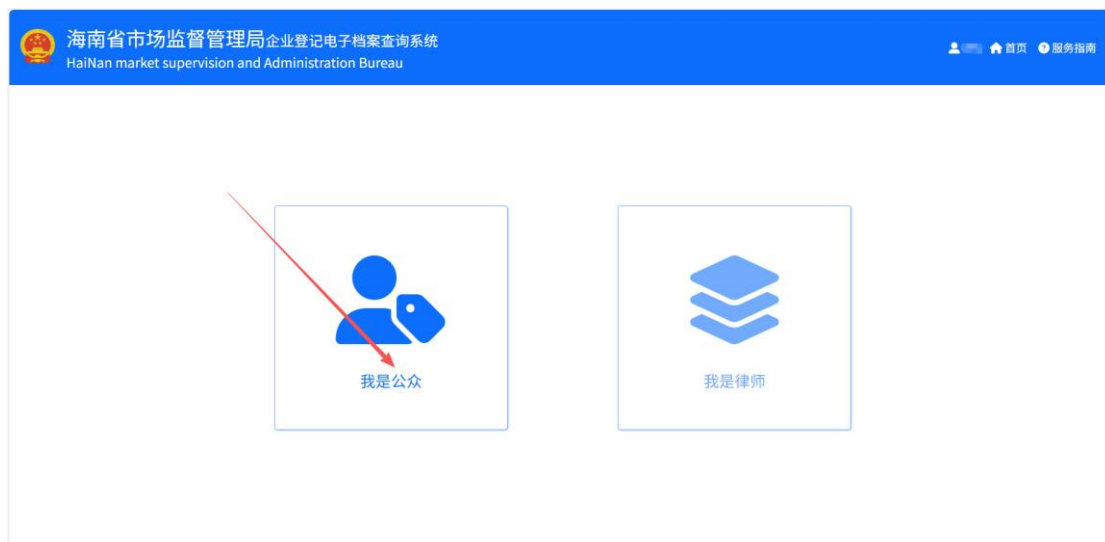 海南省市场监督管理局企业登记电子档案查询系统
HaiNan market supervision and Administration Bureau
首页 服务指南
我是公众
我是律师